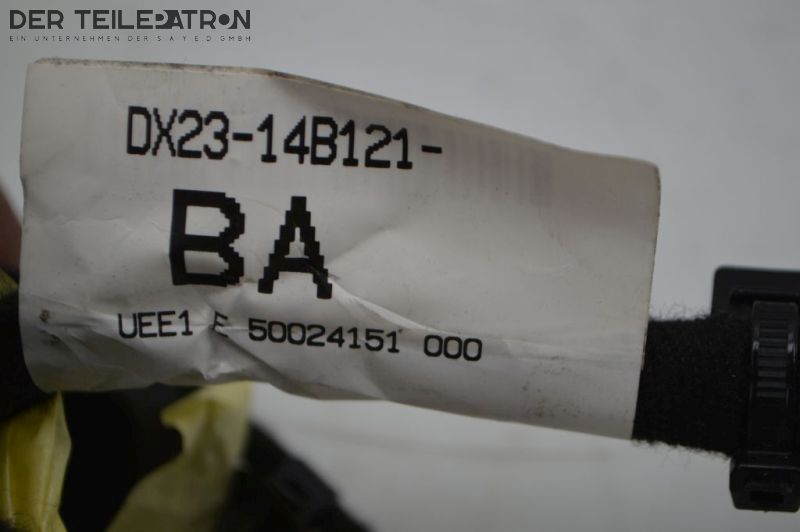 DER TEILEPATRON
EIN UNTERNEHMEN DER S A Y E D GMBH
DX23-14B121-
BA
UEE1 E 50024151 000